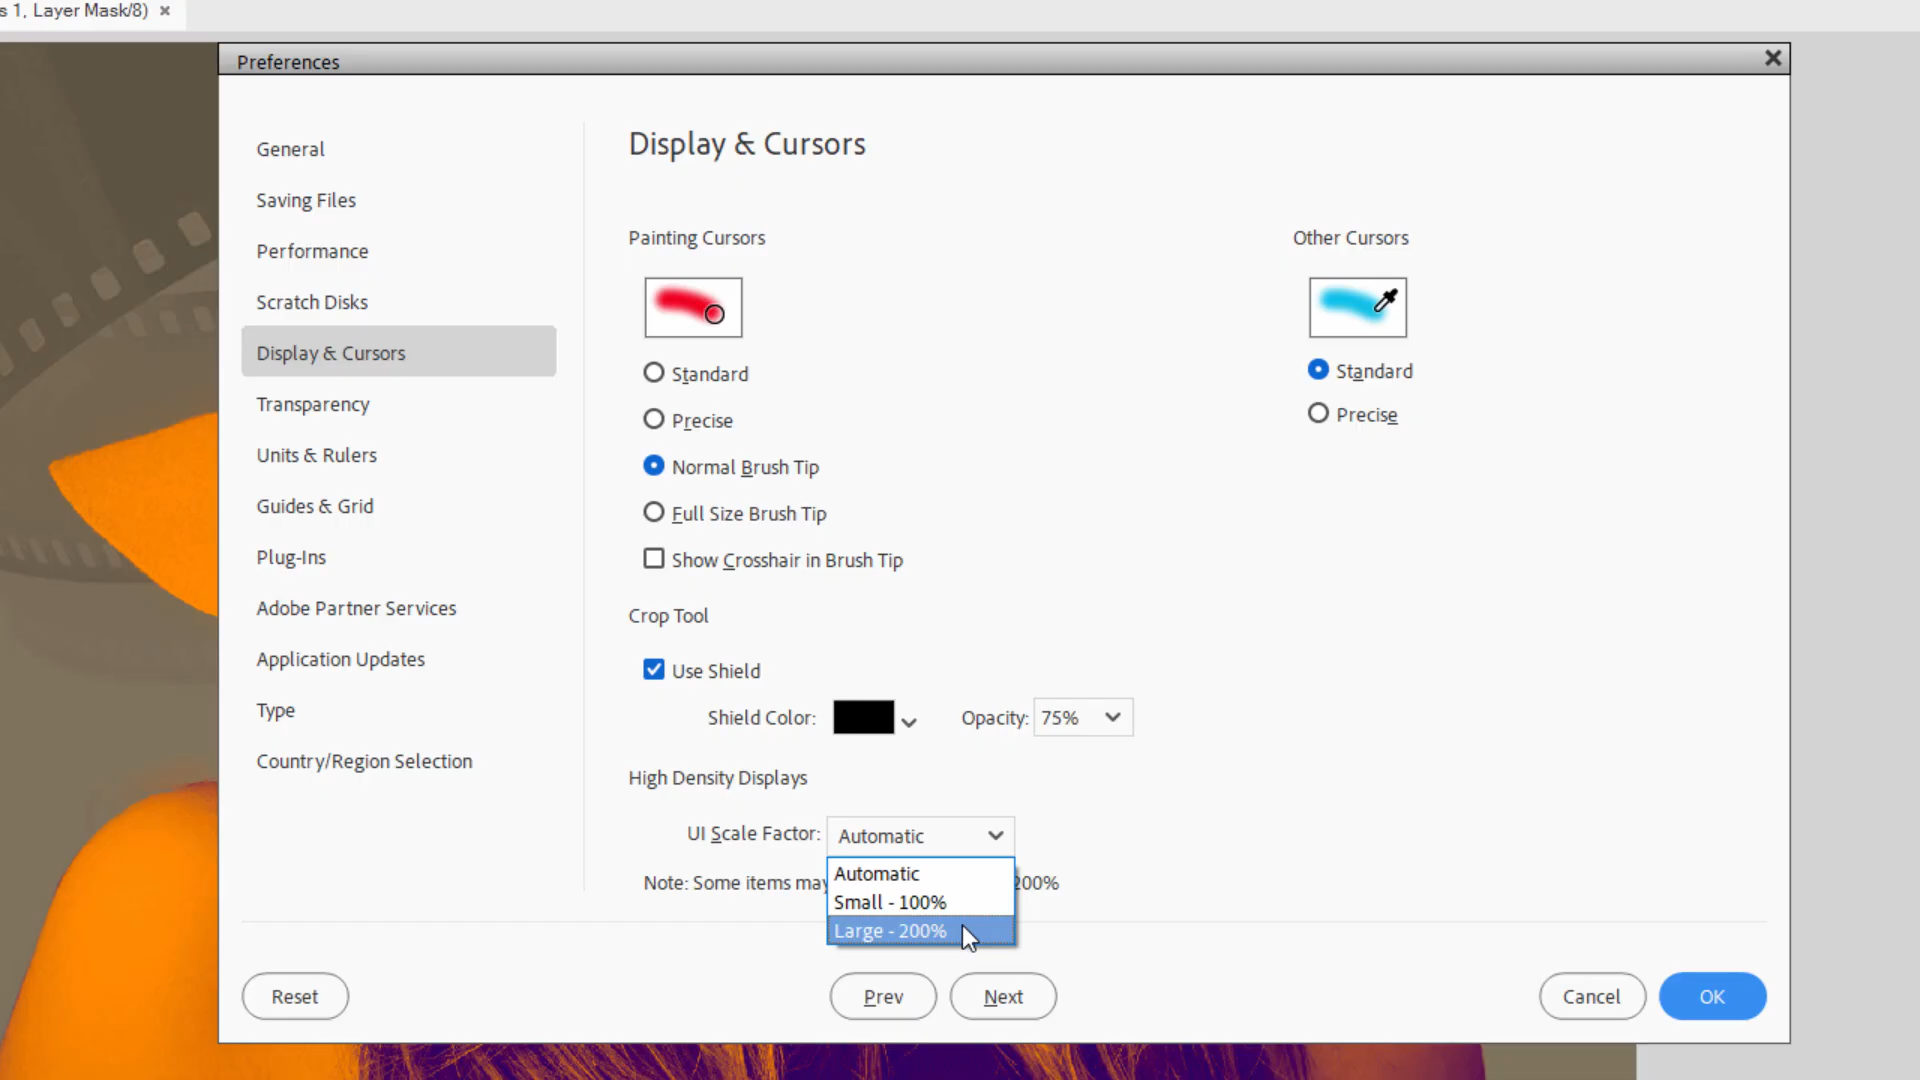 s 1, Layer Mask/8) ×
Preferences
General
Saving Files
Performance
Scratch Disks
Display & Cursors
Transparency
Units & Rulers
Guides & Grid
Plug-Ins
Adobe Partner Services
Application Updates
Type
Country/Region Selection
Display & Cursors
Painting Cursors
Standard
Precise
Normal Brush Tip
Full Size Brush Tip
Show Crosshair in Brush Tip
Other Cursors
Standard
Precise
Crop Tool
Use Shield
Shield Color:
Opacity: 75%
High Density Displays
UI Scale Factor: Automatic
Automatic
Small - 100%
Large - 200%
Note: Some items may 200%
Reset
Prev
Next
Cancel
OK